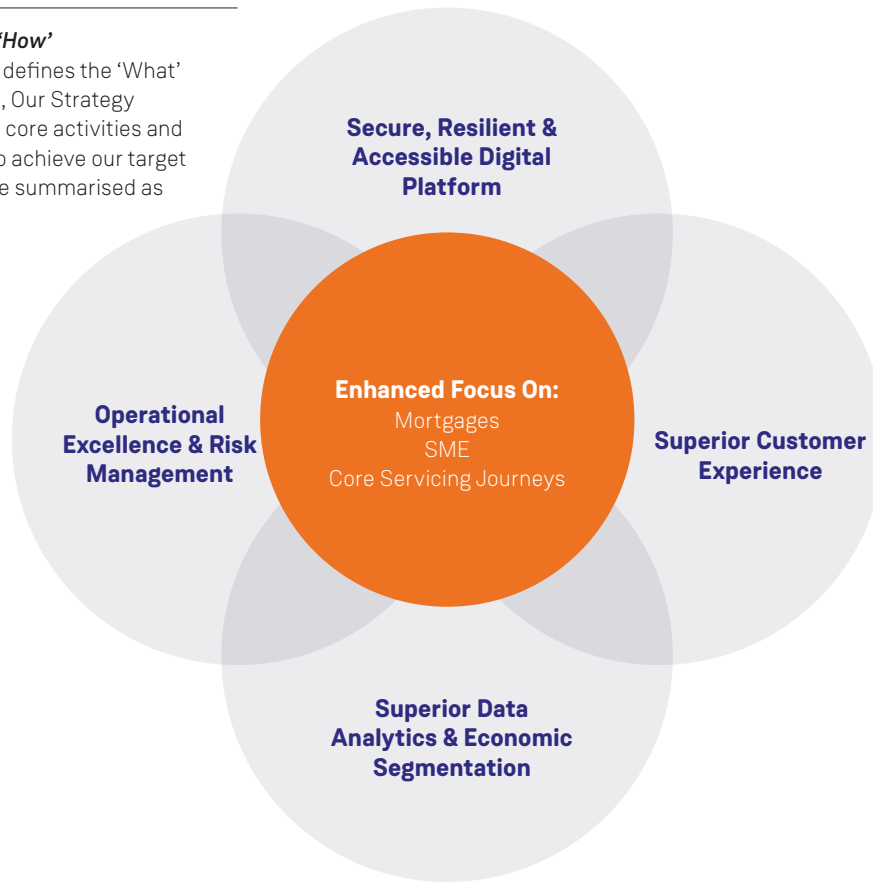 ‘How’
defines the ‘What’
, Our Strategy
core activities and
o achieve our target
e summarised as
Secure, Resilient &
Accessible Digital
Platform
Operational
Excellence & Risk
Management
Enhanced Focus On:
Mortgages
SME
Core Servicing Journeys
Superior Customer
Experience
Superior Data
Analytics & Economic
Segmentation